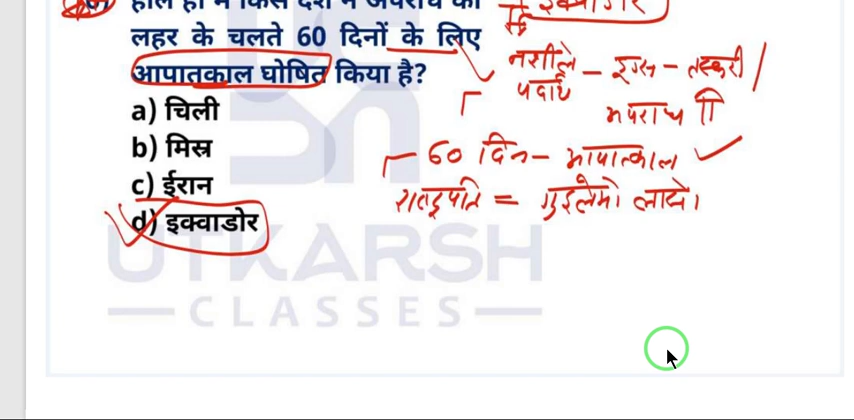 हाल ही में किस देश में अपराध की
लहर के चलते 60 दिनों के लिए
आपातकाल घोषित किया है?
a) चिली
b) मिस्र
c) ईरान
d) इक्वाडोर
इक्वाडोर
नशीले
पदार्थ – ड्रग्स – तस्करी /
अपराध ⇈
60 दिन – आपातकाल
राष्ट्रपति = गुइलेर्मो लासो।
UTKARSH
CLASSES